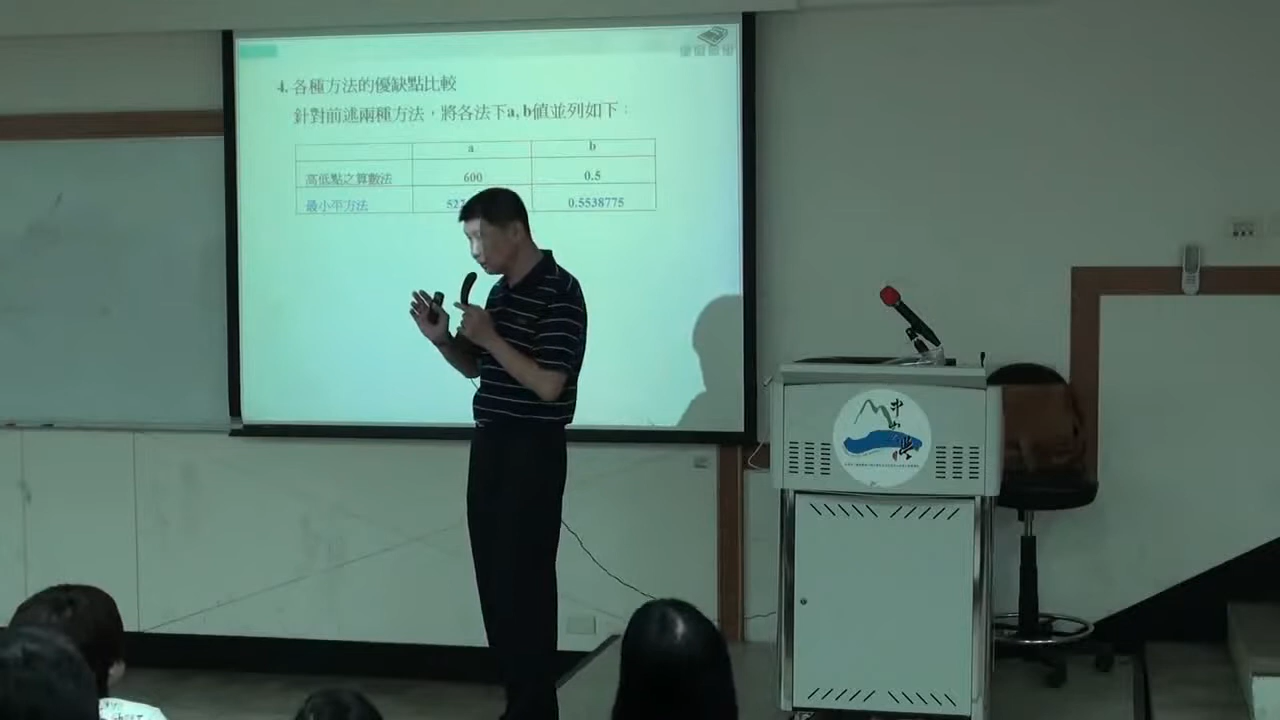 4. 各種方法的優缺點比較
針對前述兩種方法，將各法下a, b值並列如下：
a b
高低點之算數法 600 0.5
最小平方法 0.5538775
中興